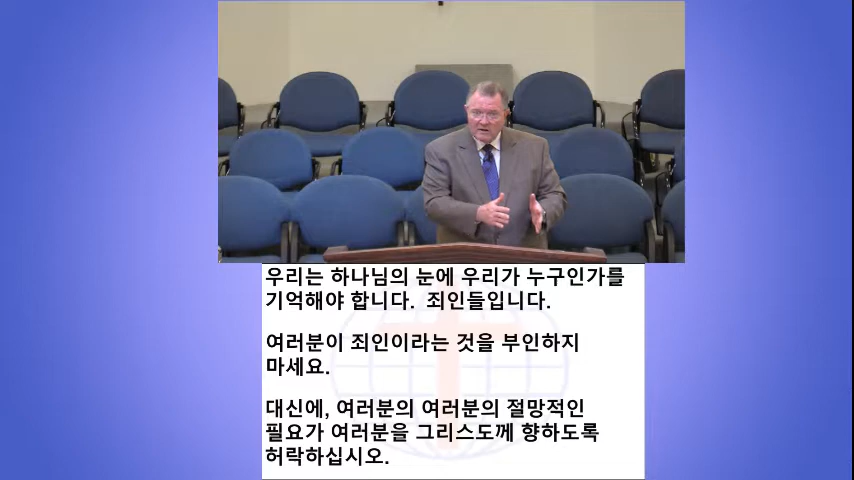 우리는 하나님의 눈에 우리가 누구인가를
기억해야 합니다.  죄인들입니다.
여러분이 죄인이라는 것을 부인하지
마세요.
대신에, 여러분의 여러분의 절망적인
필요가 여러분을 그리스도께 향하도록
허락하십시오.